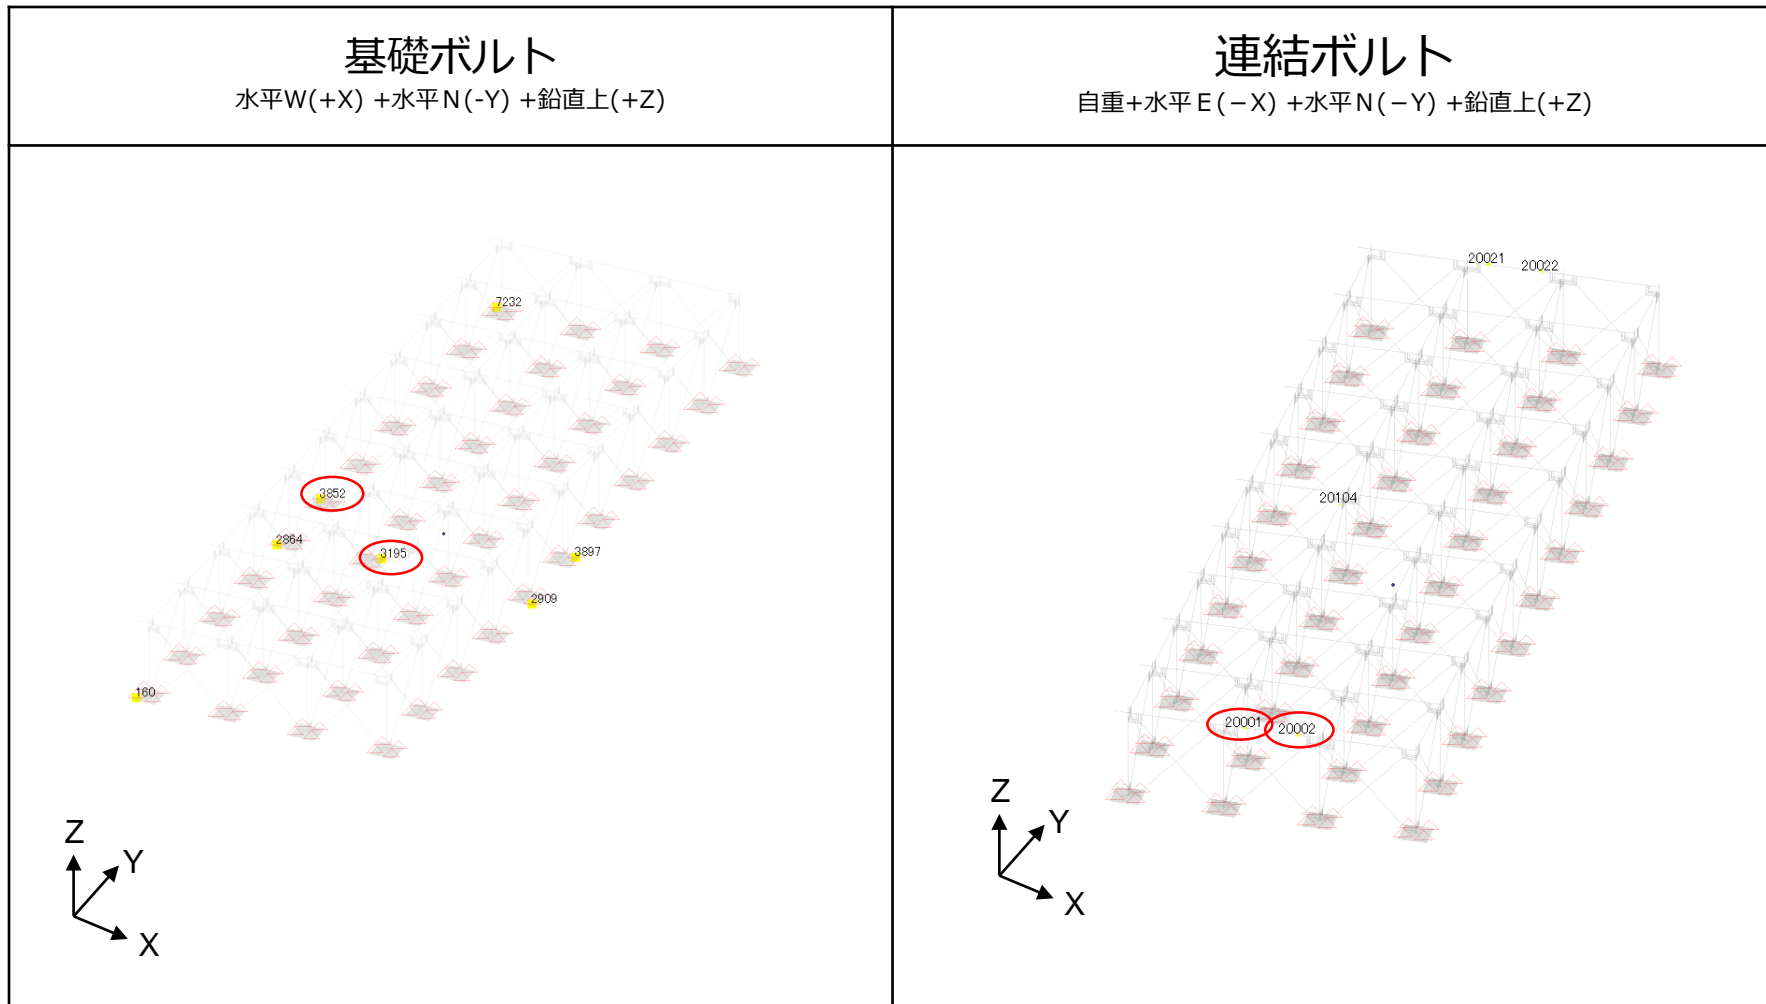 基礎ボルト
水平W(+X) +水平N(-Y) +鉛直上(+Z)
7232
3852
2864
3195
3897
2909
160
Z
Y
X
連結ボルト
自重+水平E(−X) +水平N(−Y) +鉛直上(+Z)
20021
20022
20104
20001
20002
Z
Y
X